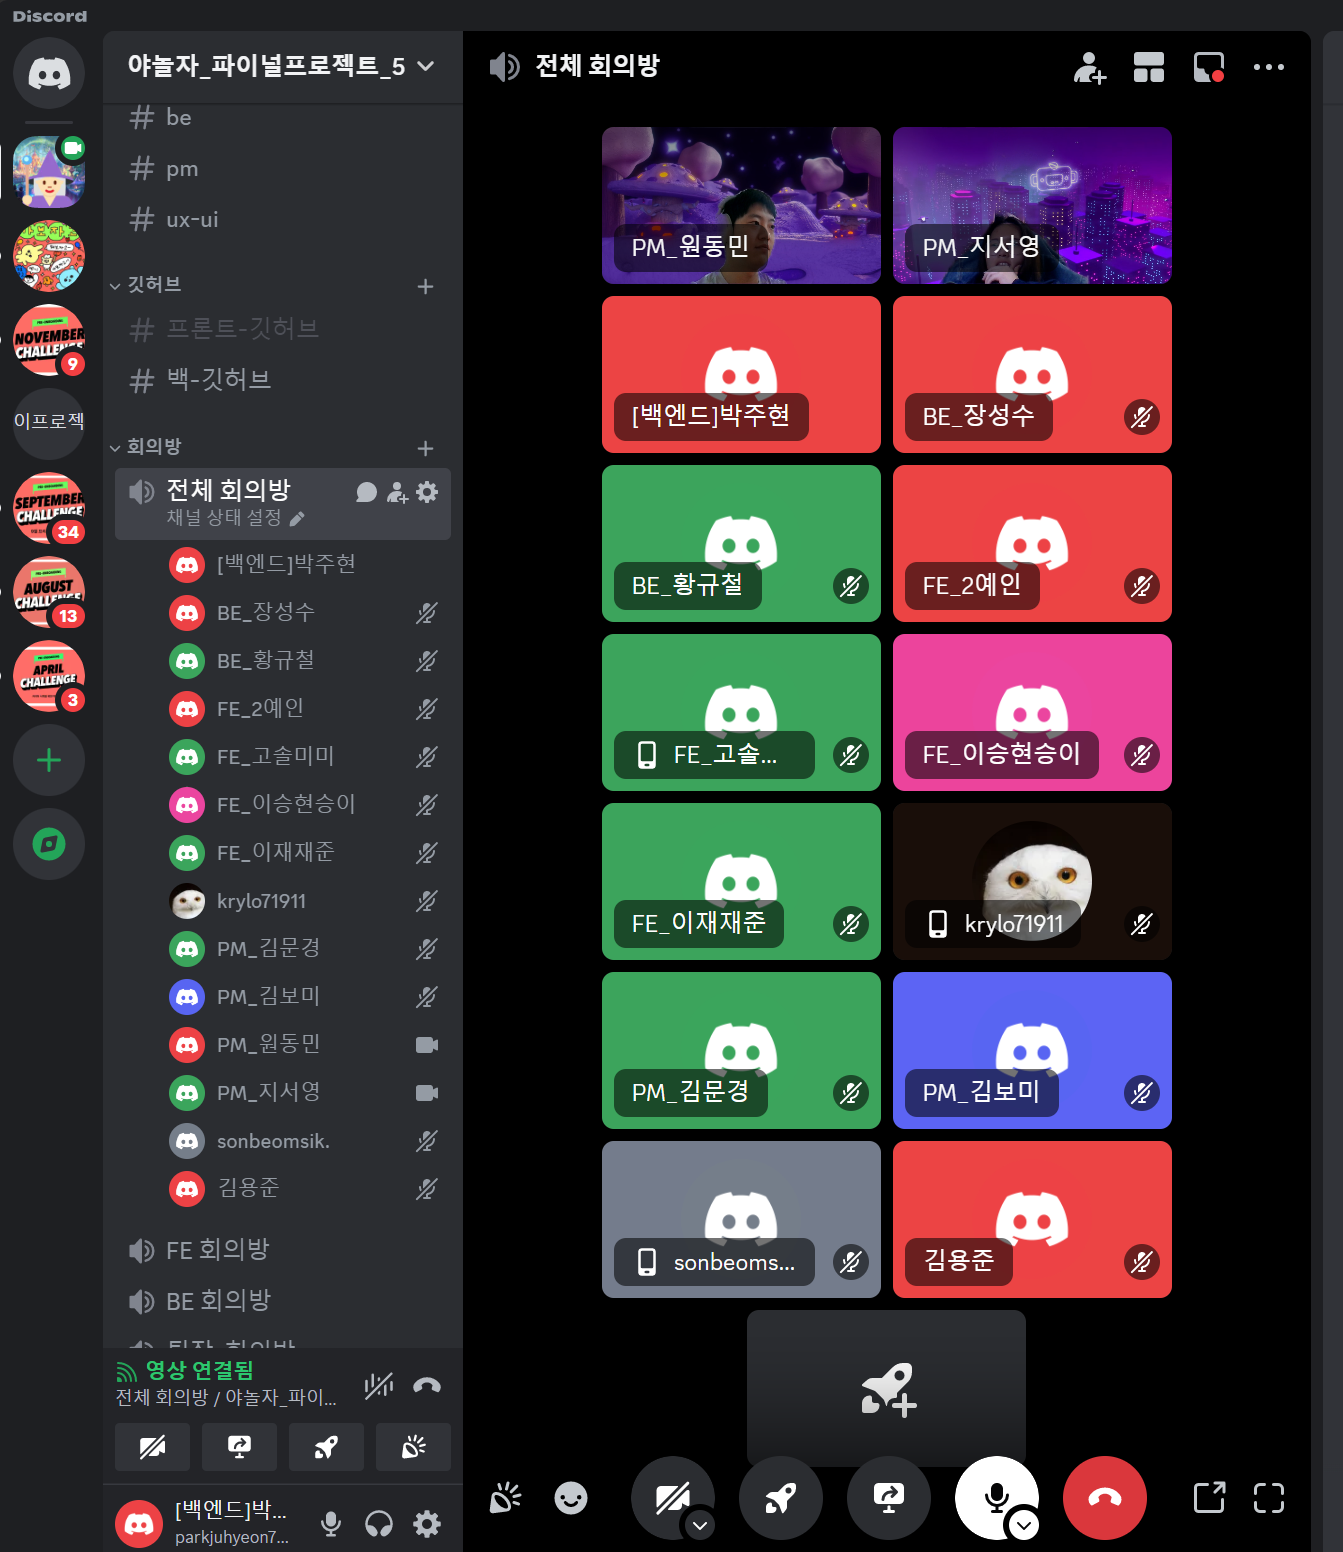 Discord
야놀자_파이널프로젝트_5
be
pm
ux-ui
깃허브
프론트-깃허브
백-깃허브
회의방
전체 회의방
채널 상태 설정
[백엔드]박주현
BE_장성수
BE_황규철
FE_2예인
FE_고솔미미
FE_이승현승이
FE_이재재준
krylo71911
PM_김문경
PM_김보미
PM_원동민
PM_지서영
sonbeomsik.
김용준
FE 회의방
BE 회의방
영상 연결됨
전체 회의방 / 야놀자_파이...
[백엔드]박...
parkjuhyeon7...
NOVEMBER
CHALLENGE
9
이프로젝
SEPTEMBER
CHALLENGE
34
AUGUST
CHALLENGE
13
APRIL
CHALLENGE
3
전체 회의방
PM_원동민
PM_지서영
[백엔드]박주현
BE_장성수
BE_황규철
FE_2예인
FE_고솔...
FE_이승현승이
FE_이재재준
krylo71911
PM_김문경
PM_김보미
sonbeoms...
김용준